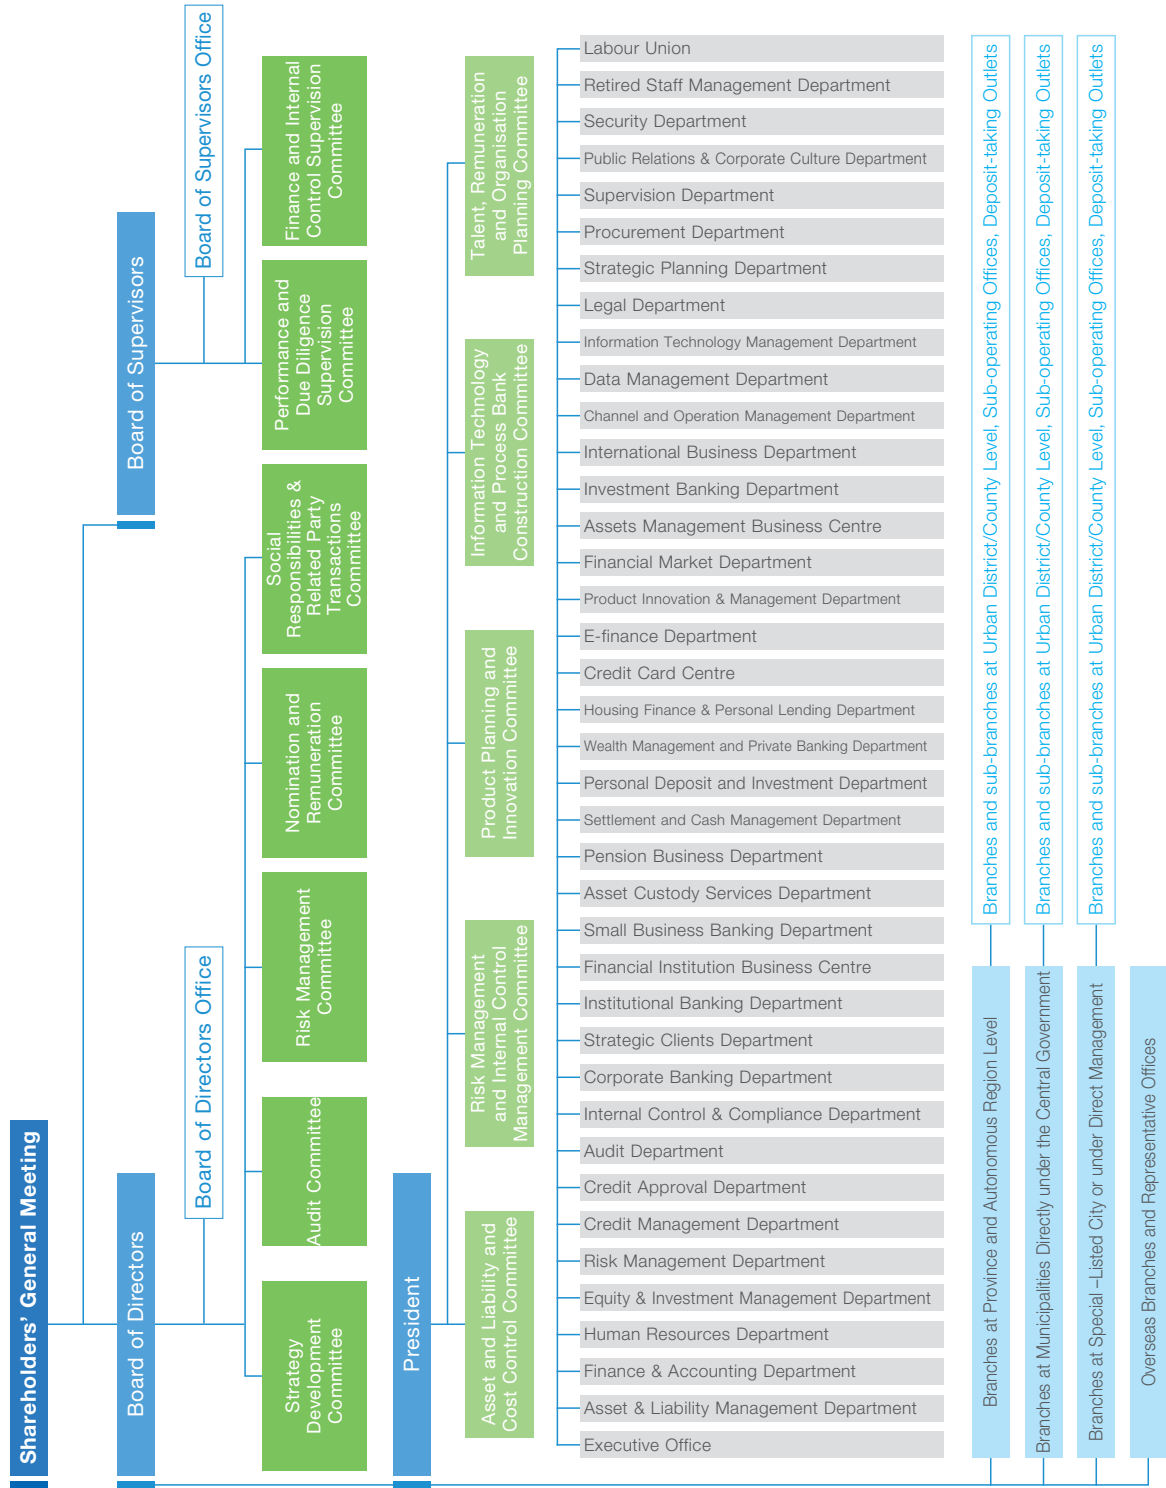 Shareholders’ General Meeting
Board of Directors
Board of Supervisors
Board of Directors Office
Board of Supervisors Office
Strategy
Development
Committee
Audit Committee
Risk Management
Committee
Nomination and
Remuneration
Committee
Social
Responsibilities &
Related Party
Transactions
Committee
Performance and
Due Diligence
Supervision
Committee
Finance and Internal
Control Supervision
Committee
President
Asset and Liability and
Cost Control Committee
Risk Management
and Internal Control
Management Committee
Product Planning and
Innovation Committee
Information Technology
and Process Bank
Construction Committee
Talent, Remuneration
and Organisation
Planning Committee
Labour Union
Retired Staff Management Department
Security Department
Public Relations & Corporate Culture Department
Supervision Department
Procurement Department
Strategic Planning Department
Legal Department
Information Technology Management Department
Data Management Department
Channel and Operation Management Department
International Business Department
Investment Banking Department
Assets Management Business Centre
Financial Market Department
Product Innovation & Management Department
E-finance Department
Credit Card Centre
Housing Finance & Personal Lending Department
Wealth Management and Private Banking Department
Personal Deposit and Investment Department
Settlement and Cash Management Department
Pension Business Department
Asset Custody Services Department
Small Business Banking Department
Financial Institution Business Centre
Institutional Banking Department
Strategic Clients Department
Corporate Banking Department
Internal Control & Compliance Department
Audit Department
Credit Approval Department
Credit Management Department
Risk Management Department
Equity & Investment Management Department
Human Resources Department
Finance & Accounting Department
Asset & Liability Management Department
Executive Office
Branches at Province and Autonomous Region Level
Branches and sub-branches at Urban District/County Level, Sub-operating Offices, Deposit-taking Outlets
Branches at Municipalities Directly under the Central Government
Branches and sub-branches at Urban District/County Level, Sub-operating Offices, Deposit-taking Outlets
Branches at Special –Listed City or under Direct Management
Branches and sub-branches at Urban District/County Level, Sub-operating Offices, Deposit-taking Outlets
Overseas Branches and Representative Offices